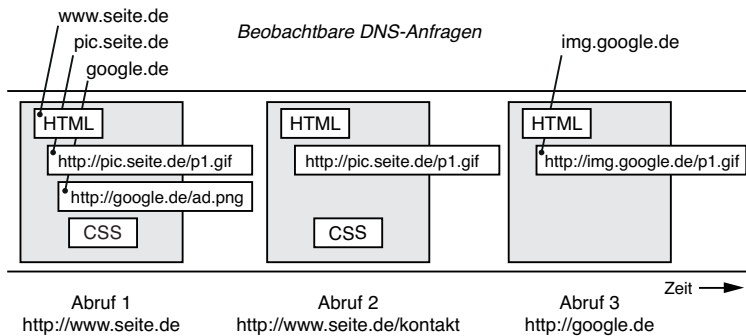 www.seite.de
pic.seite.de
google.de
Beobachtbare DNS-Anfragen
img.google.de
HTML
http://pic.seite.de/p1.gif
http://google.de/ad.png
CSS
HTML
http://pic.seite.de/p1.gif
CSS
HTML
http://img.google.de/p1.gif
Zeit
Abruf 1
http://www.seite.de
Abruf 2
http://www.seite.de/kontakt
Abruf 3
http://google.de